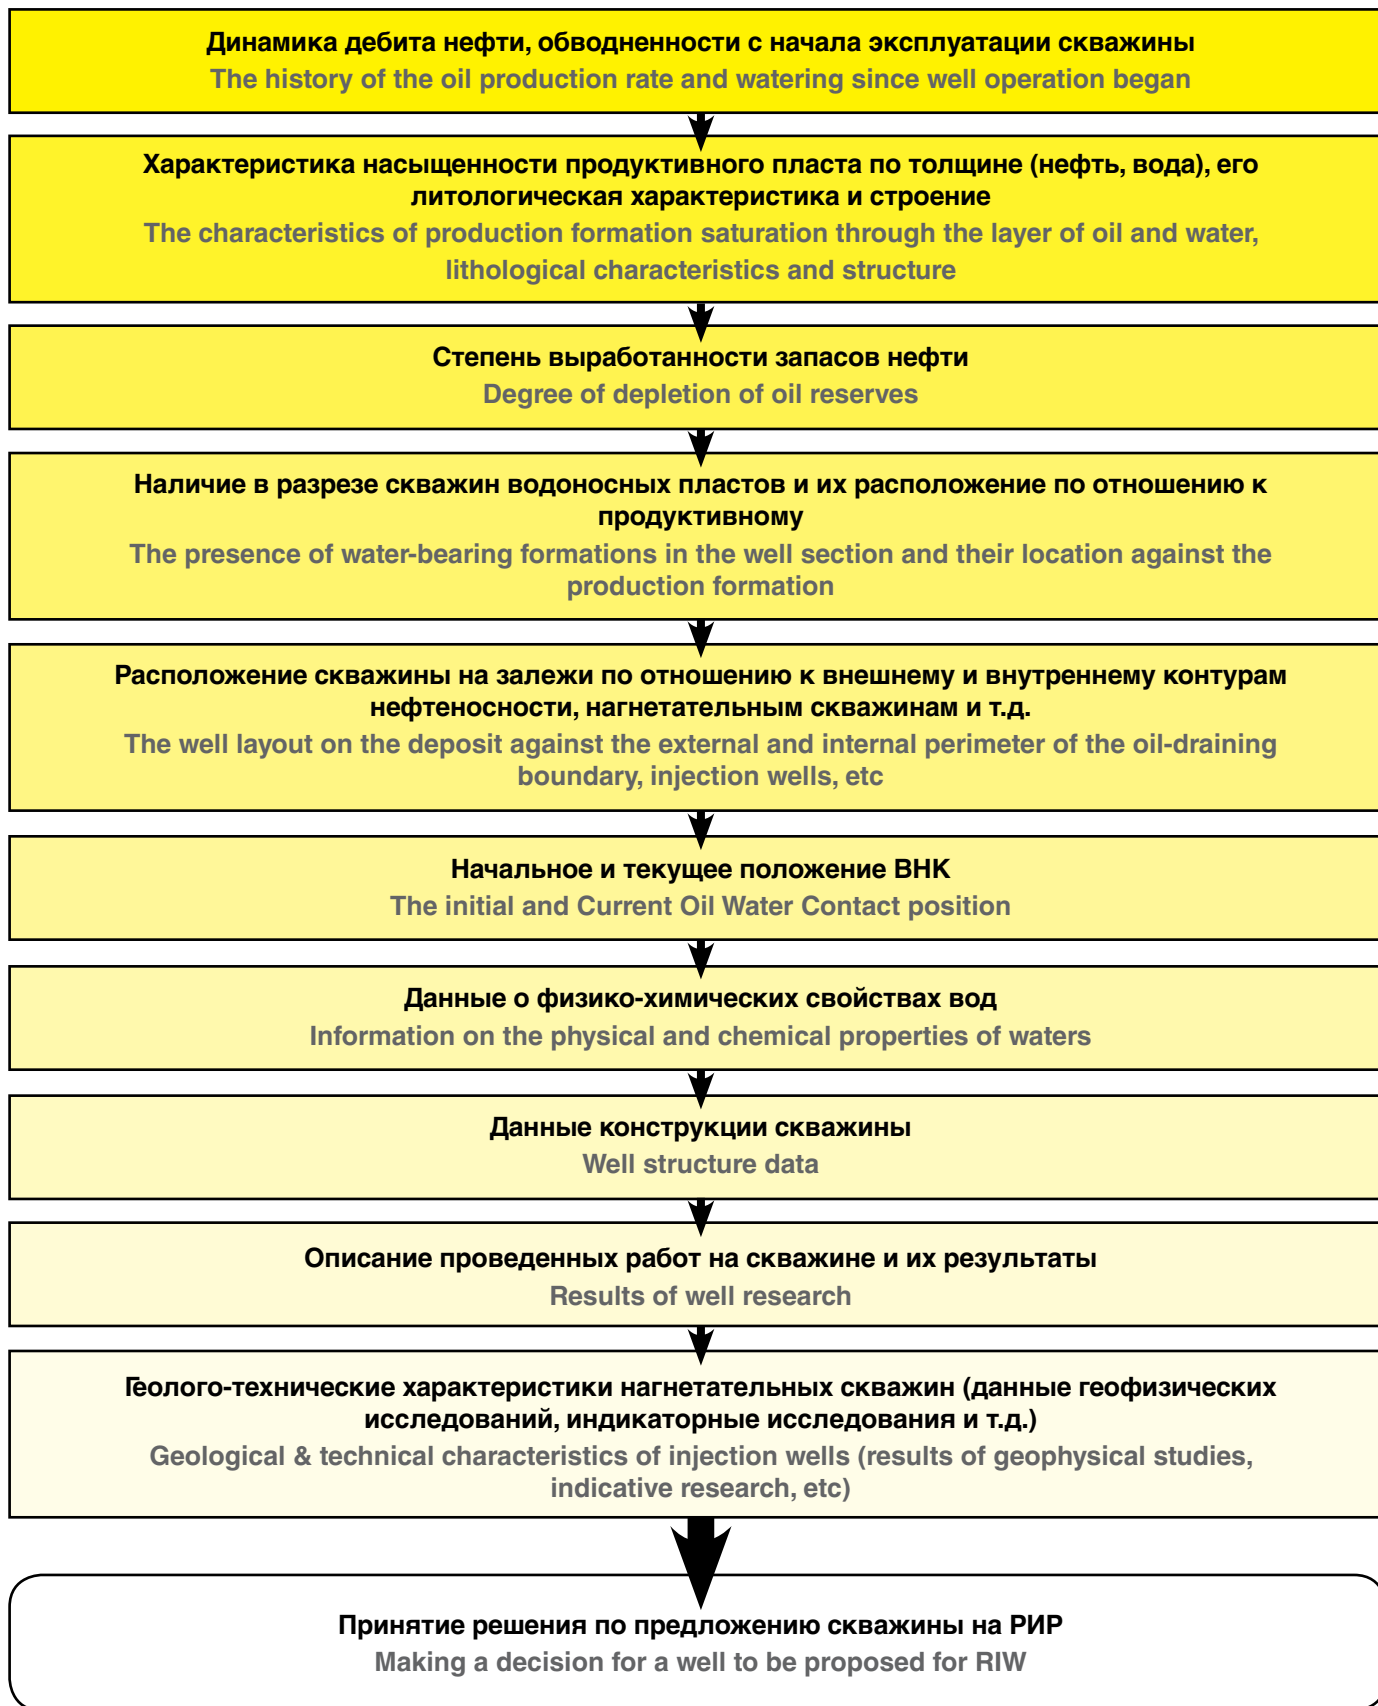 Динамика дебита нефти, обводненности с начала эксплуатации скважины
The history of the oil production rate and watering since well operation began
Характеристика насыщенности продуктивного пласта по толщине (нефть, вода), его
литологическая характеристика и строение
The characteristics of production formation saturation through the layer of oil and water,
lithological characteristics and structure
Степень выработанности запасов нефти
Degree of depletion of oil reserves
Наличие в разрезе скважин водоносных пластов и их расположение по отношению к
продуктивному
The presence of water-bearing formations in the well section and their location against the
production formation
Расположение скважины на залежи по отношению к внешнему и внутреннему контурам
нефтеносности, нагнетательным скважинам и т.д.
The well layout on the deposit against the external and internal perimeter of the oil-draining
boundary, injection wells, etc
Начальное и текущее положение ВНК
The initial and Current Oil Water Contact position
Данные о физико-химических свойствах вод
Information on the physical and chemical properties of waters
Данные конструкции скважины
Well structure data
Описание проведенных работ на скважине и их результаты
Results of well research
Геолого-технические характеристики нагнетательных скважин (данные геофизических
исследований, индикаторные исследования и т.д.)
Geological & technical characteristics of injection wells (results of geophysical studies,
indicative research, etc)
Принятие решения по предложению скважины на РИР
Making a decision for a well to be proposed for RIW